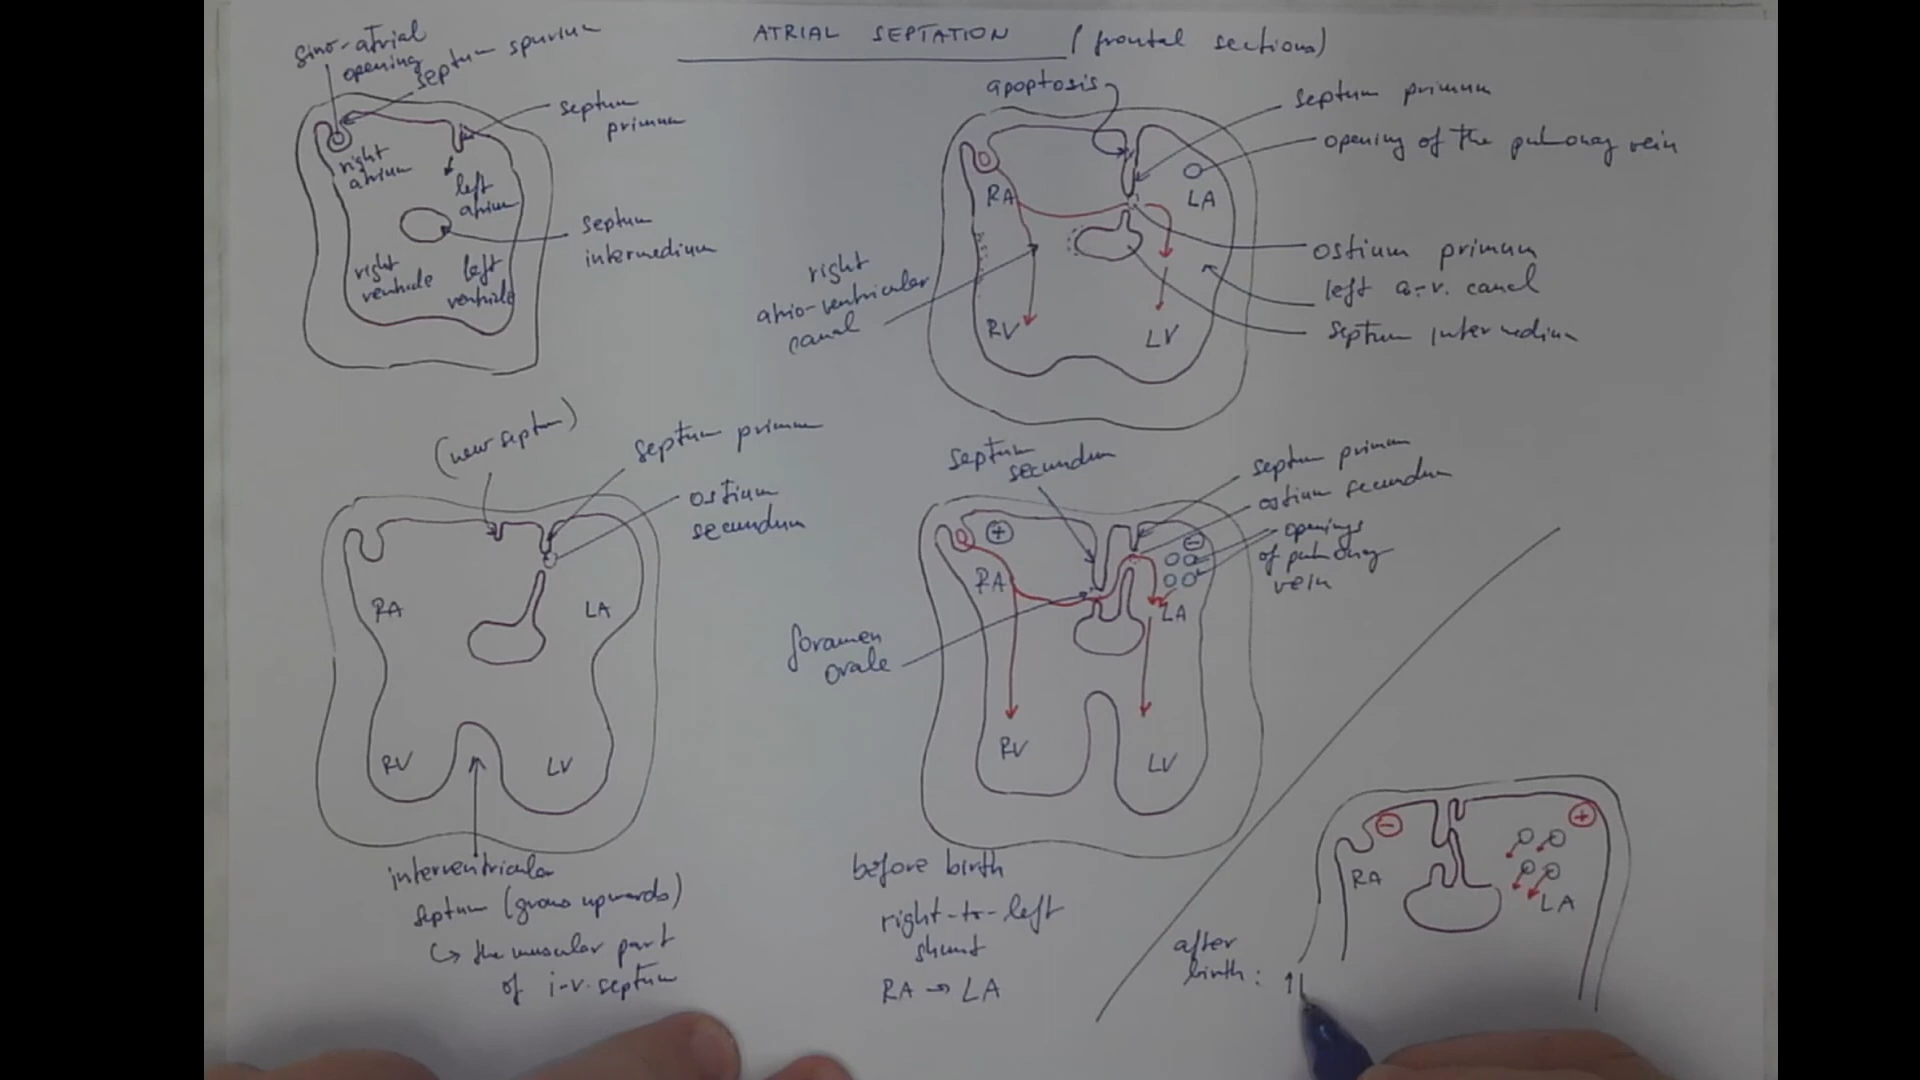 ATRIAL SEPTATION (frontal sections)
sino-atrial
opening
septum spurium
septum
primum
right
atrium
left
atrium
septum
intermedium
right
ventricle
left
ventricle
apoptosis
septum primum
opening of the pulmonay vein
RA
LA
ostium primum
left a-v. canal
septum intermedium
right
atrio-ventricular
canal
RV
LV
(new septum)
septum primum
ostium
secundum
RA
LA
RV
LV
interventricular
septum (grows upwards)
↳ the muscular part
of i-v. septum
septum
secundum
septum primum
ostium secundum
openings
of pulmonay
vein
+
-
RA
LA
foramen
ovale
RV
LV
before birth
right-to-left
shunt
RA → LA
-
+
RA
LA
after
birth: